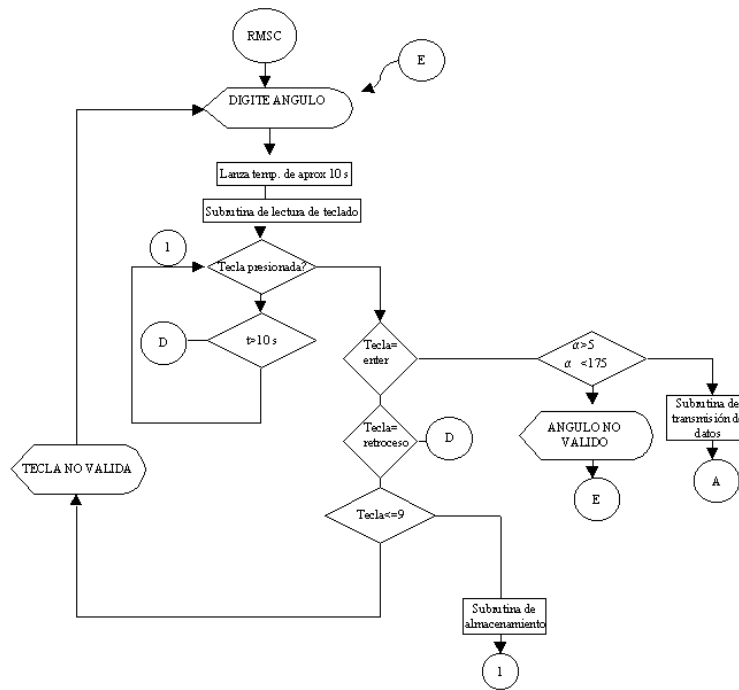 RMSC
E
DIGITE ANGULO
Lanza temp. de aprox 10 s
Subrutina de lectura de teclado
1
Tecla presionada?
D
t>10 s
Tecla=
enter
α>5
α <175
Subrutina de
transmisión de
datos
Tecla=
retroceso
D
ANGULO NO
VALIDO
TECLA NO VALIDA
E
A
Tecla<=9
Subrutina de
almacenamiento
1